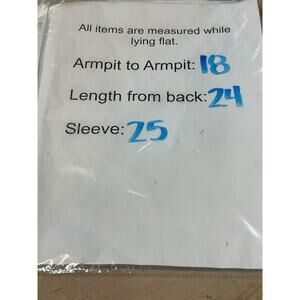 All items are measured while
lying flat.
Armpit to Armpit: 18
Length from back: 24
Sleeve: 25